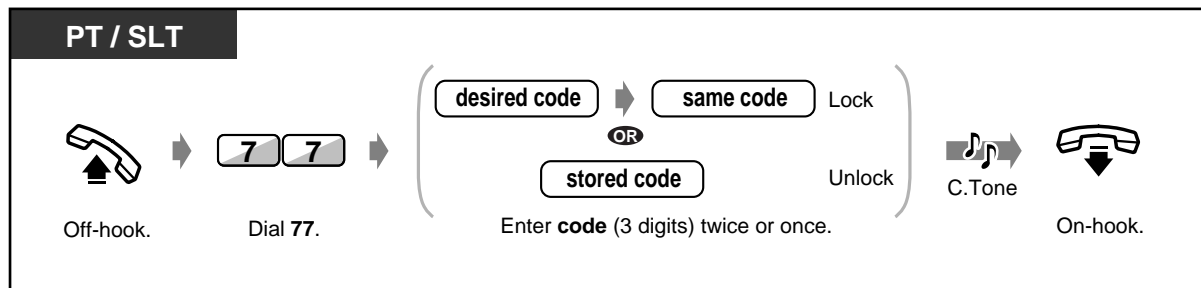 PT / SLT
desired code same code Lock
OR
7 7
stored code Unlock
C.Tone
Off-hook. Dial 77. Enter code (3 digits) twice or once. On-hook.